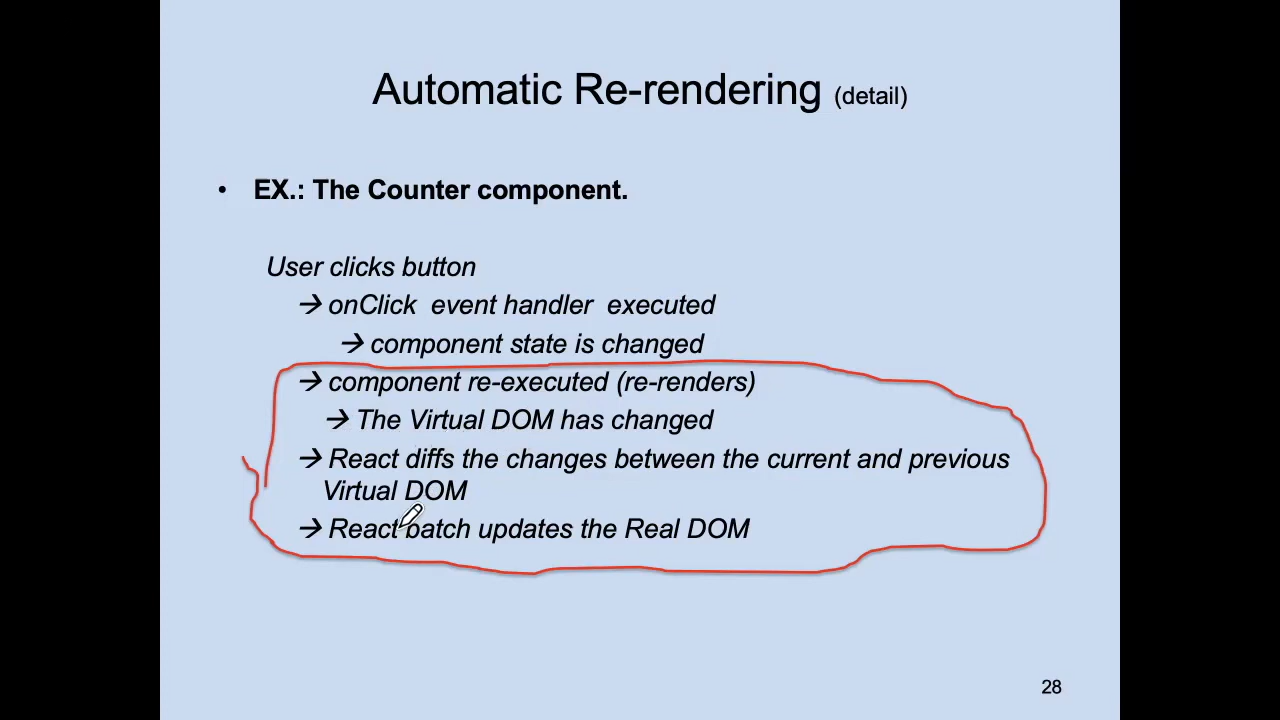 Automatic Re-rendering (detail)
• EX.: The Counter component.
User clicks button
→ onClick event handler executed
→ component state is changed
→ component re-executed (re-renders)
→ The Virtual DOM has changed
→ React diffs the changes between the current and previous
Virtual DOM
→ React batch updates the Real DOM
28